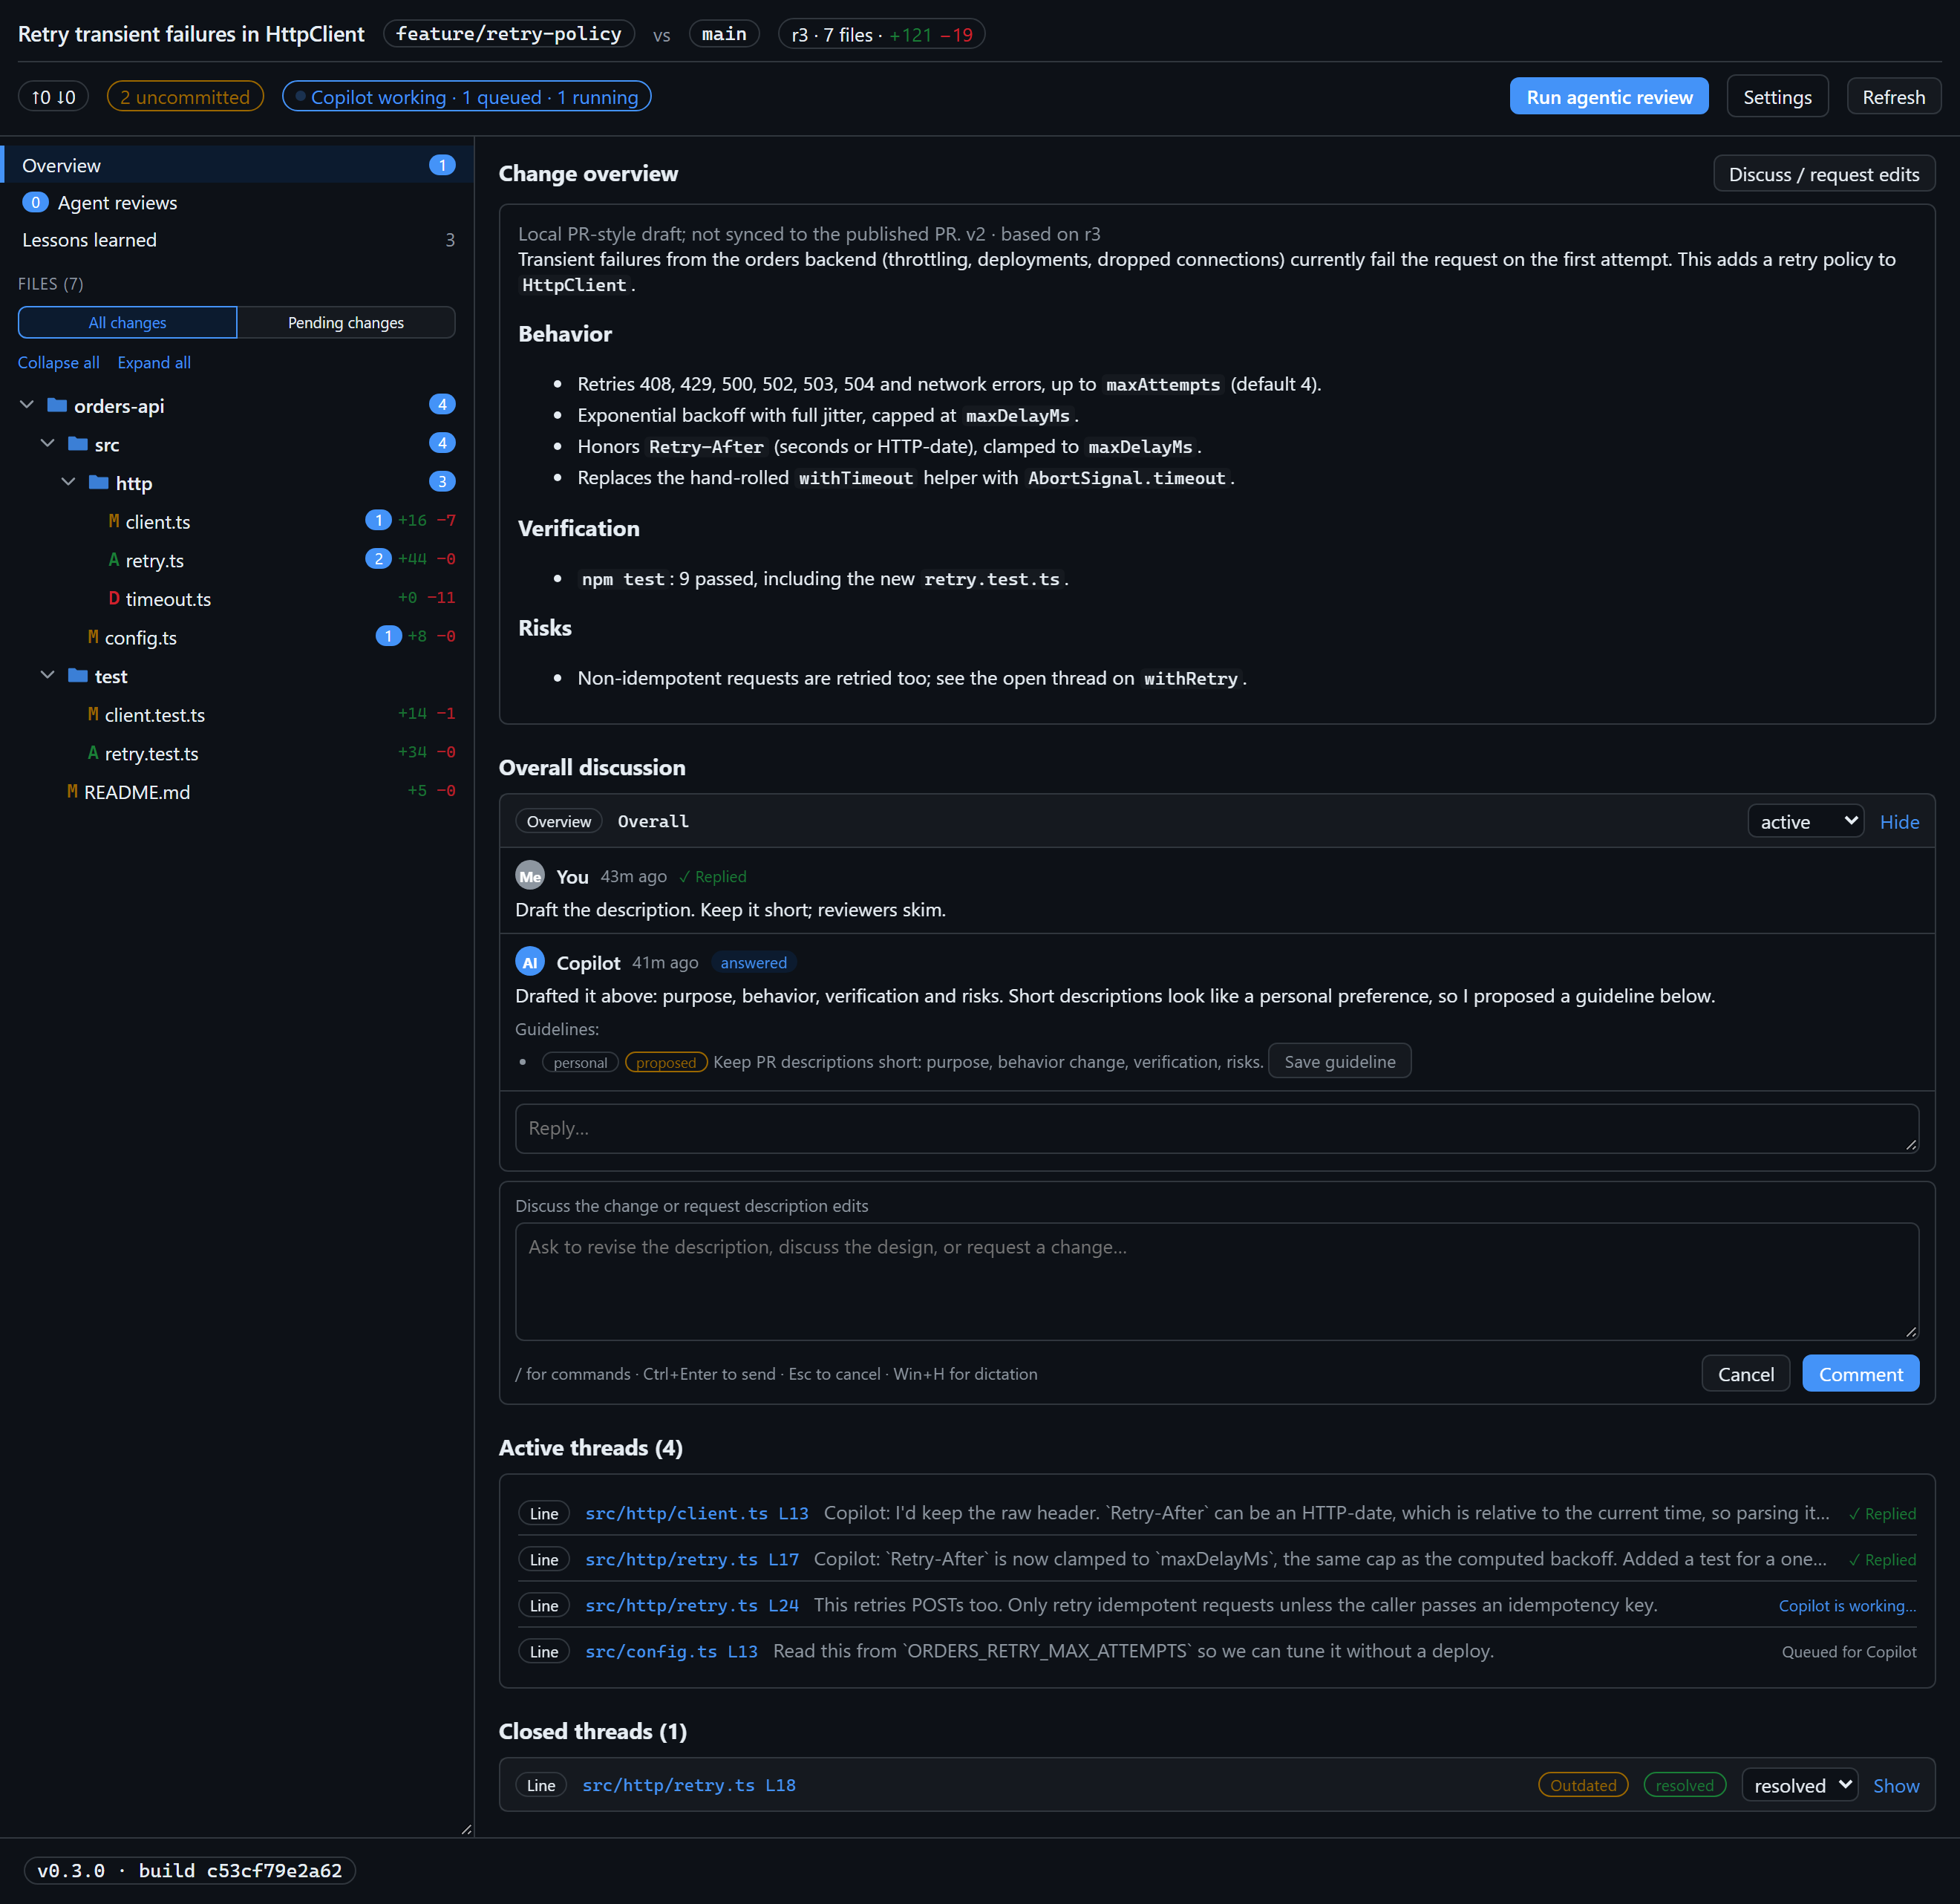 Retry transient failures in HttpClient feature/retry-policy vs main r3 · 7 files · +121 −19
↑0 ↓0 2 uncommitted Copilot working · 1 queued · 1 running Run agentic review Settings Refresh
Overview 1
0 Agent reviews
Lessons learned 3
FILES (7)
All changes Pending changes
Collapse all Expand all
orders-api 4
src 4
http 3
M client.ts 1 +16 −7
A retry.ts 2 +44 −0
D timeout.ts +0 −11
M config.ts 1 +8 −0
test
M client.test.ts +14 −1
A retry.test.ts +34 −0
M README.md +5 −0
Change overview Discuss / request edits
Local PR-style draft; not synced to the published PR. v2 · based on r3
Transient failures from the orders backend (throttling, deployments, dropped connections) currently fail the request on the first attempt. This adds a retry policy to
HttpClient.
Behavior
• Retries 408, 429, 500, 502, 503, 504 and network errors, up to maxAttempts (default 4).
• Exponential backoff with full jitter, capped at maxDelayMs.
• Honors Retry-After (seconds or HTTP-date), clamped to maxDelayMs.
• Replaces the hand-rolled withTimeout helper with AbortSignal.timeout.
Verification
• npm test: 9 passed, including the new retry.test.ts.
Risks
• Non-idempotent requests are retried too; see the open thread on withRetry.
Overall discussion
Overview Overall active Hide
Me You 43m ago ✓ Replied
Draft the description. Keep it short; reviewers skim.
AI Copilot 41m ago answered
Drafted it above: purpose, behavior, verification and risks. Short descriptions look like a personal preference, so I proposed a guideline below.
Guidelines:
• personal proposed Keep PR descriptions short: purpose, behavior change, verification, risks. Save guideline
Reply...
Discuss the change or request description edits
Ask to revise the description, discuss the design, or request a change...
/ for commands · Ctrl+Enter to send · Esc to cancel · Win+H for dictation Cancel Comment
Active threads (4)
Line src/http/client.ts L13 Copilot: I'd keep the raw header. `Retry-After` can be an HTTP-date, which is relative to the current time, so parsing it... ✓ Replied
Line src/http/retry.ts L17 Copilot: `Retry-After` is now clamped to `maxDelayMs`, the same cap as the computed backoff. Added a test for a one... ✓ Replied
Line src/http/retry.ts L24 This retries POSTs too. Only retry idempotent requests unless the caller passes an idempotency key. Copilot is working...
Line src/config.ts L13 Read this from `ORDERS_RETRY_MAX_ATTEMPTS` so we can tune it without a deploy. Queued for Copilot
Closed threads (1)
Line src/http/retry.ts L18 Outdated resolved resolved Show
v0.3.0 · build c53cf79e2a62